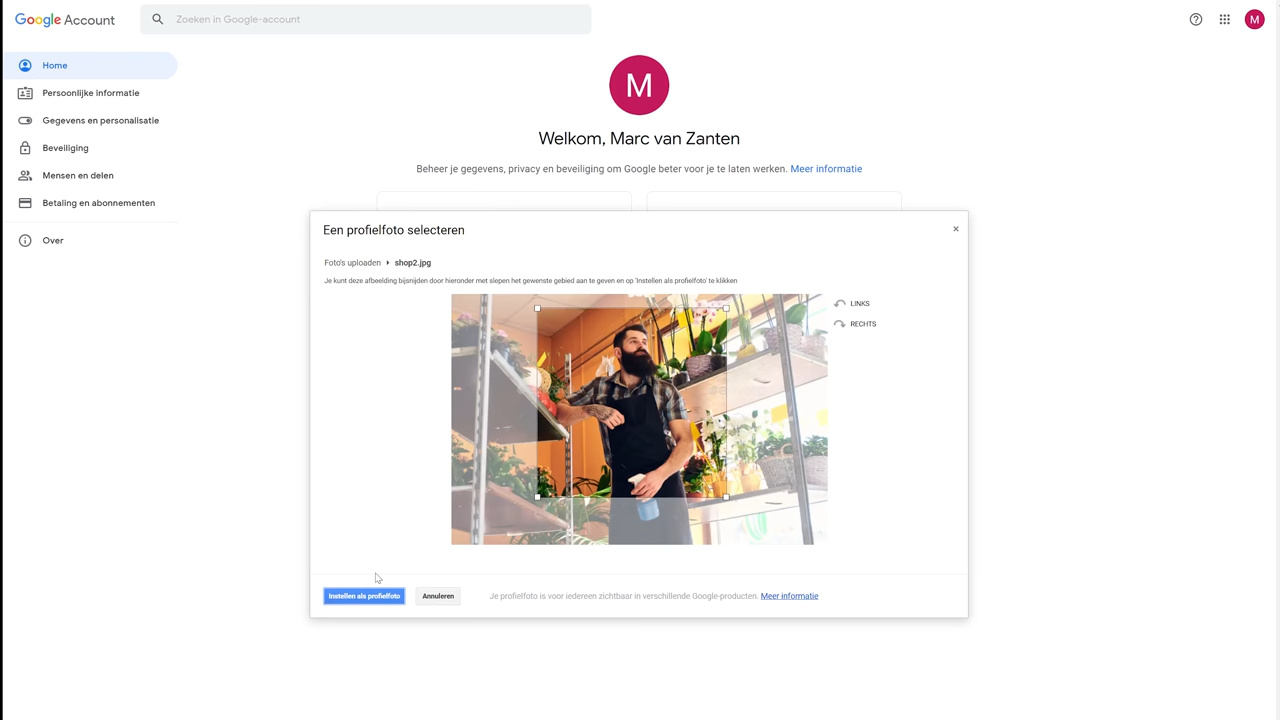 Google Account
Zoeken in Google-account
M
Home
Persoonlijke informatie
Gegevens en personalisatie
Beveiliging
Mensen en delen
Betaling en abonnementen
Over
M
Welkom, Marc van Zanten
Beheer je gegevens, privacy en beveiliging om Google beter voor je te laten werken. Meer informatie
Een profielfoto selecteren
Foto's uploaden shop2.jpg
Je kunt deze afbeelding bijsnijden door hieronder met slepen het gewenste gebied aan te geven en op 'Instellen als profielfoto' te klikken
LINKS
RECHTS
Instellen als profielfoto
Annuleren
Je profielfoto is voor iedereen zichtbaar in verschillende Google-producten. Meer informatie